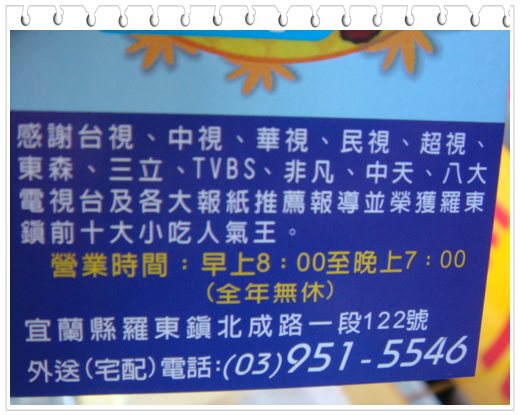 感謝台視、中視、華視、民視、超視、
東森、三立、TVBS、非凡、中天、八大
電視台及各大報紙推薦報導並榮獲羅東
鎮前十大小吃人氣王。
營業時間：早上8：00至晚上7：00
(全年無休)
宜蘭縣羅東鎮北成路一段122號
外送(宅配)電話:(03)951-5546